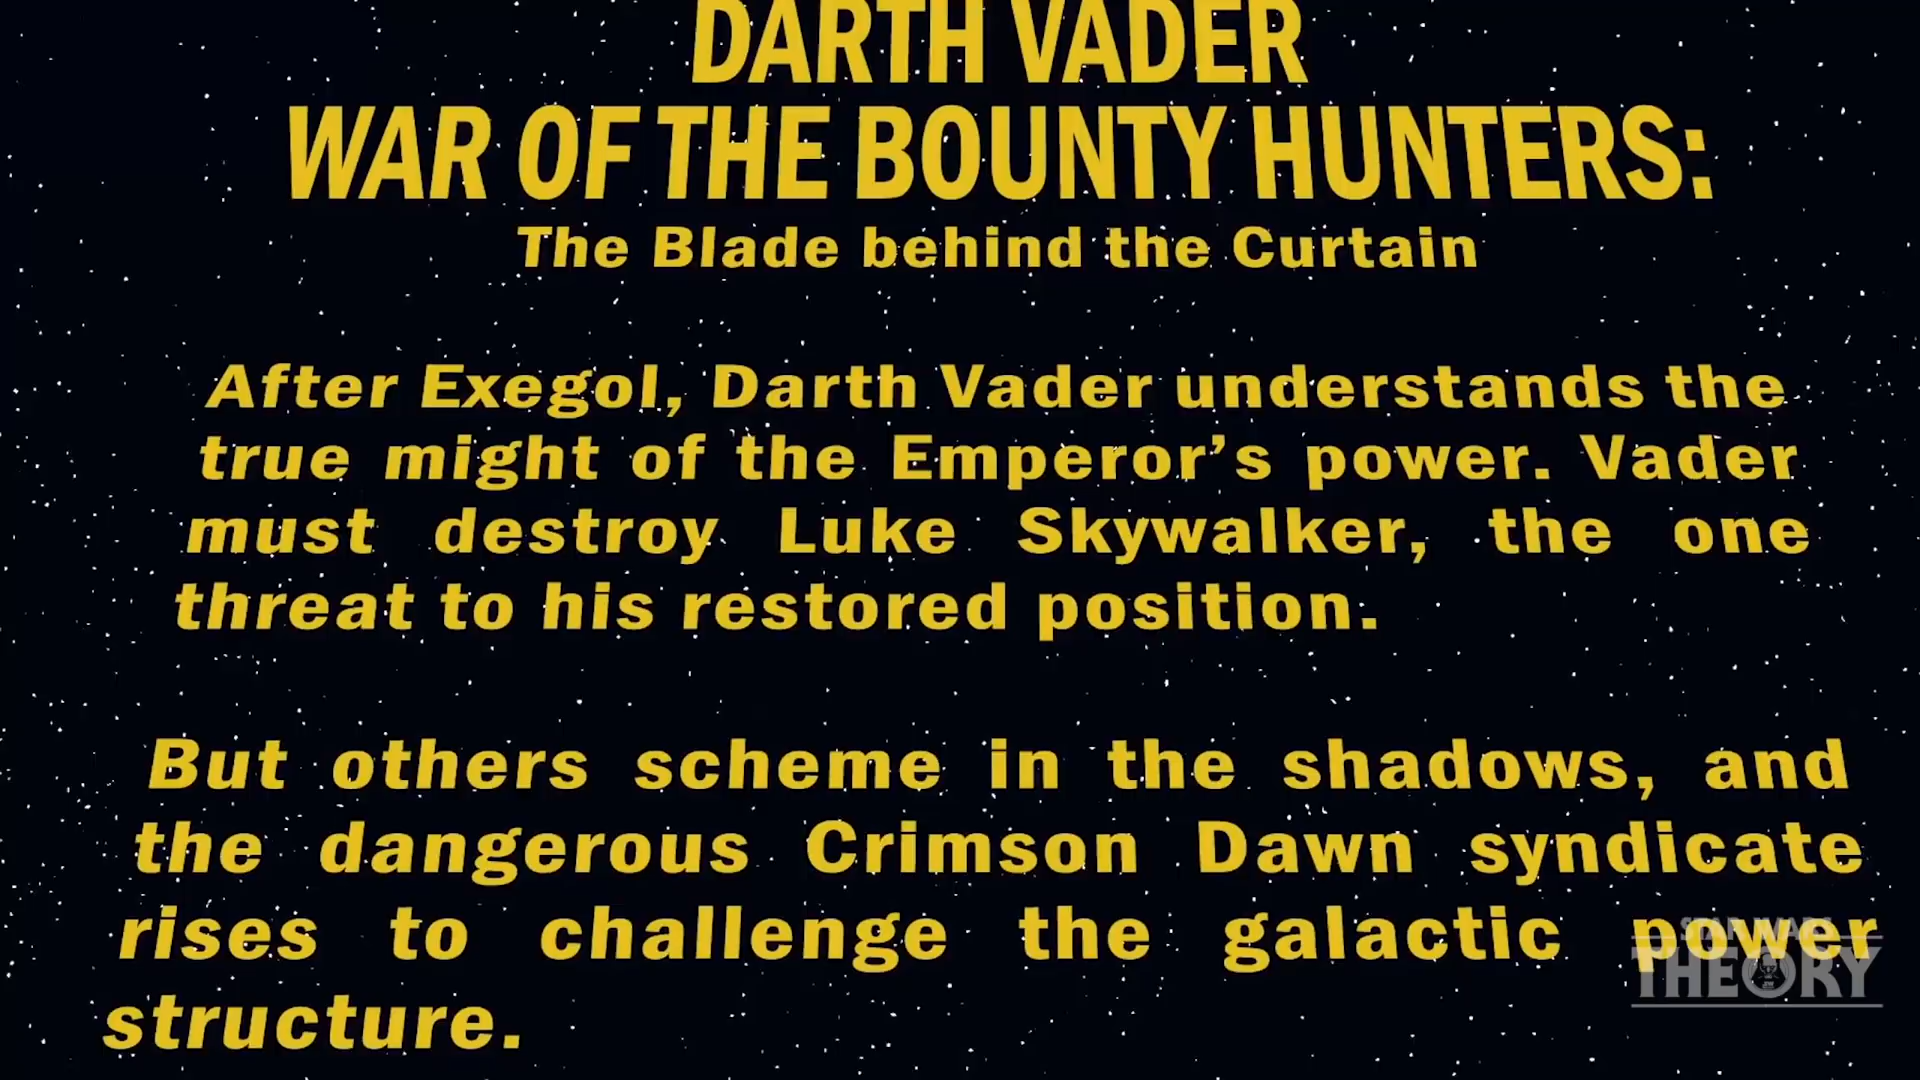 DARTH VADER
WAR OF THE BOUNTY HUNTERS:
The Blade behind the Curtain
After Exegol, Darth Vader understands the
true might of the Emperor’s power. Vader
must destroy Luke Skywalker, the one
threat to his restored position.
But others scheme in the shadows, and
the dangerous Crimson Dawn syndicate
rises to challenge the galactic power
structure.
STAR WARS
THEORY